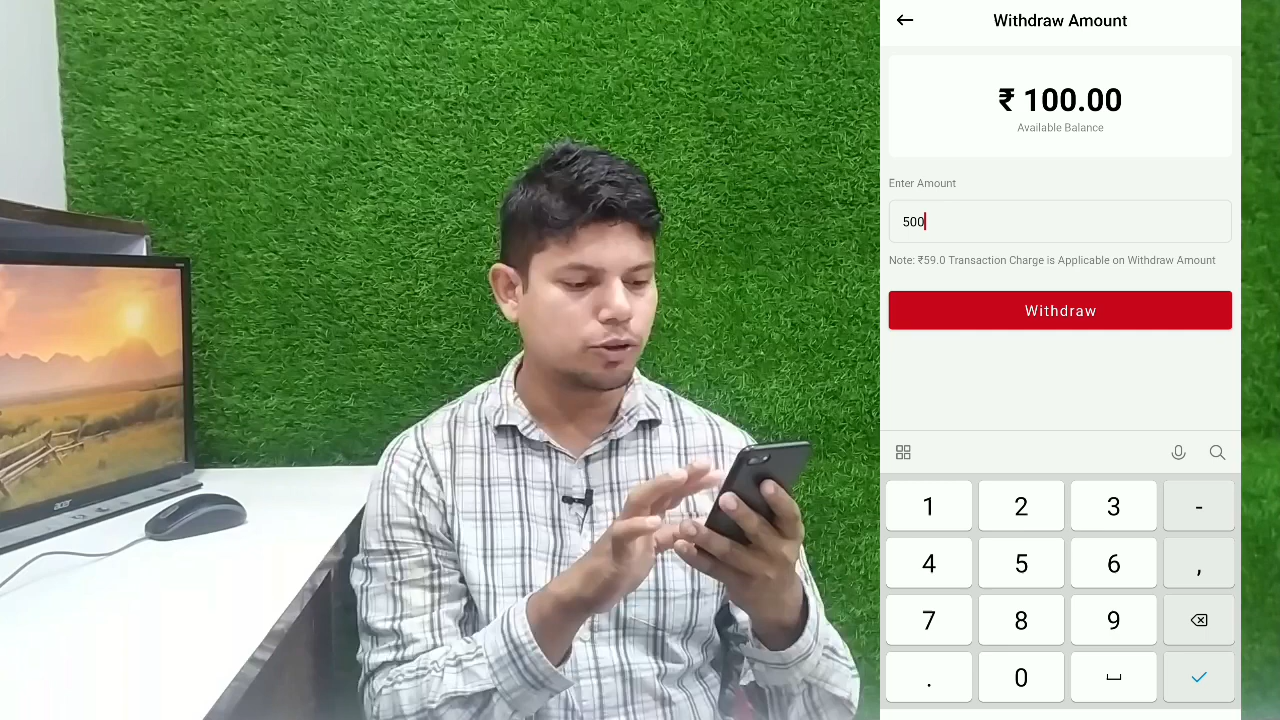 Withdraw Amount
₹ 100.00
Available Balance
Enter Amount
500
Note: ₹59.0 Transaction Charge is Applicable on Withdraw Amount
Withdraw
1 2 3 -
4 5 6 ,
7 8 9
. 0
acer